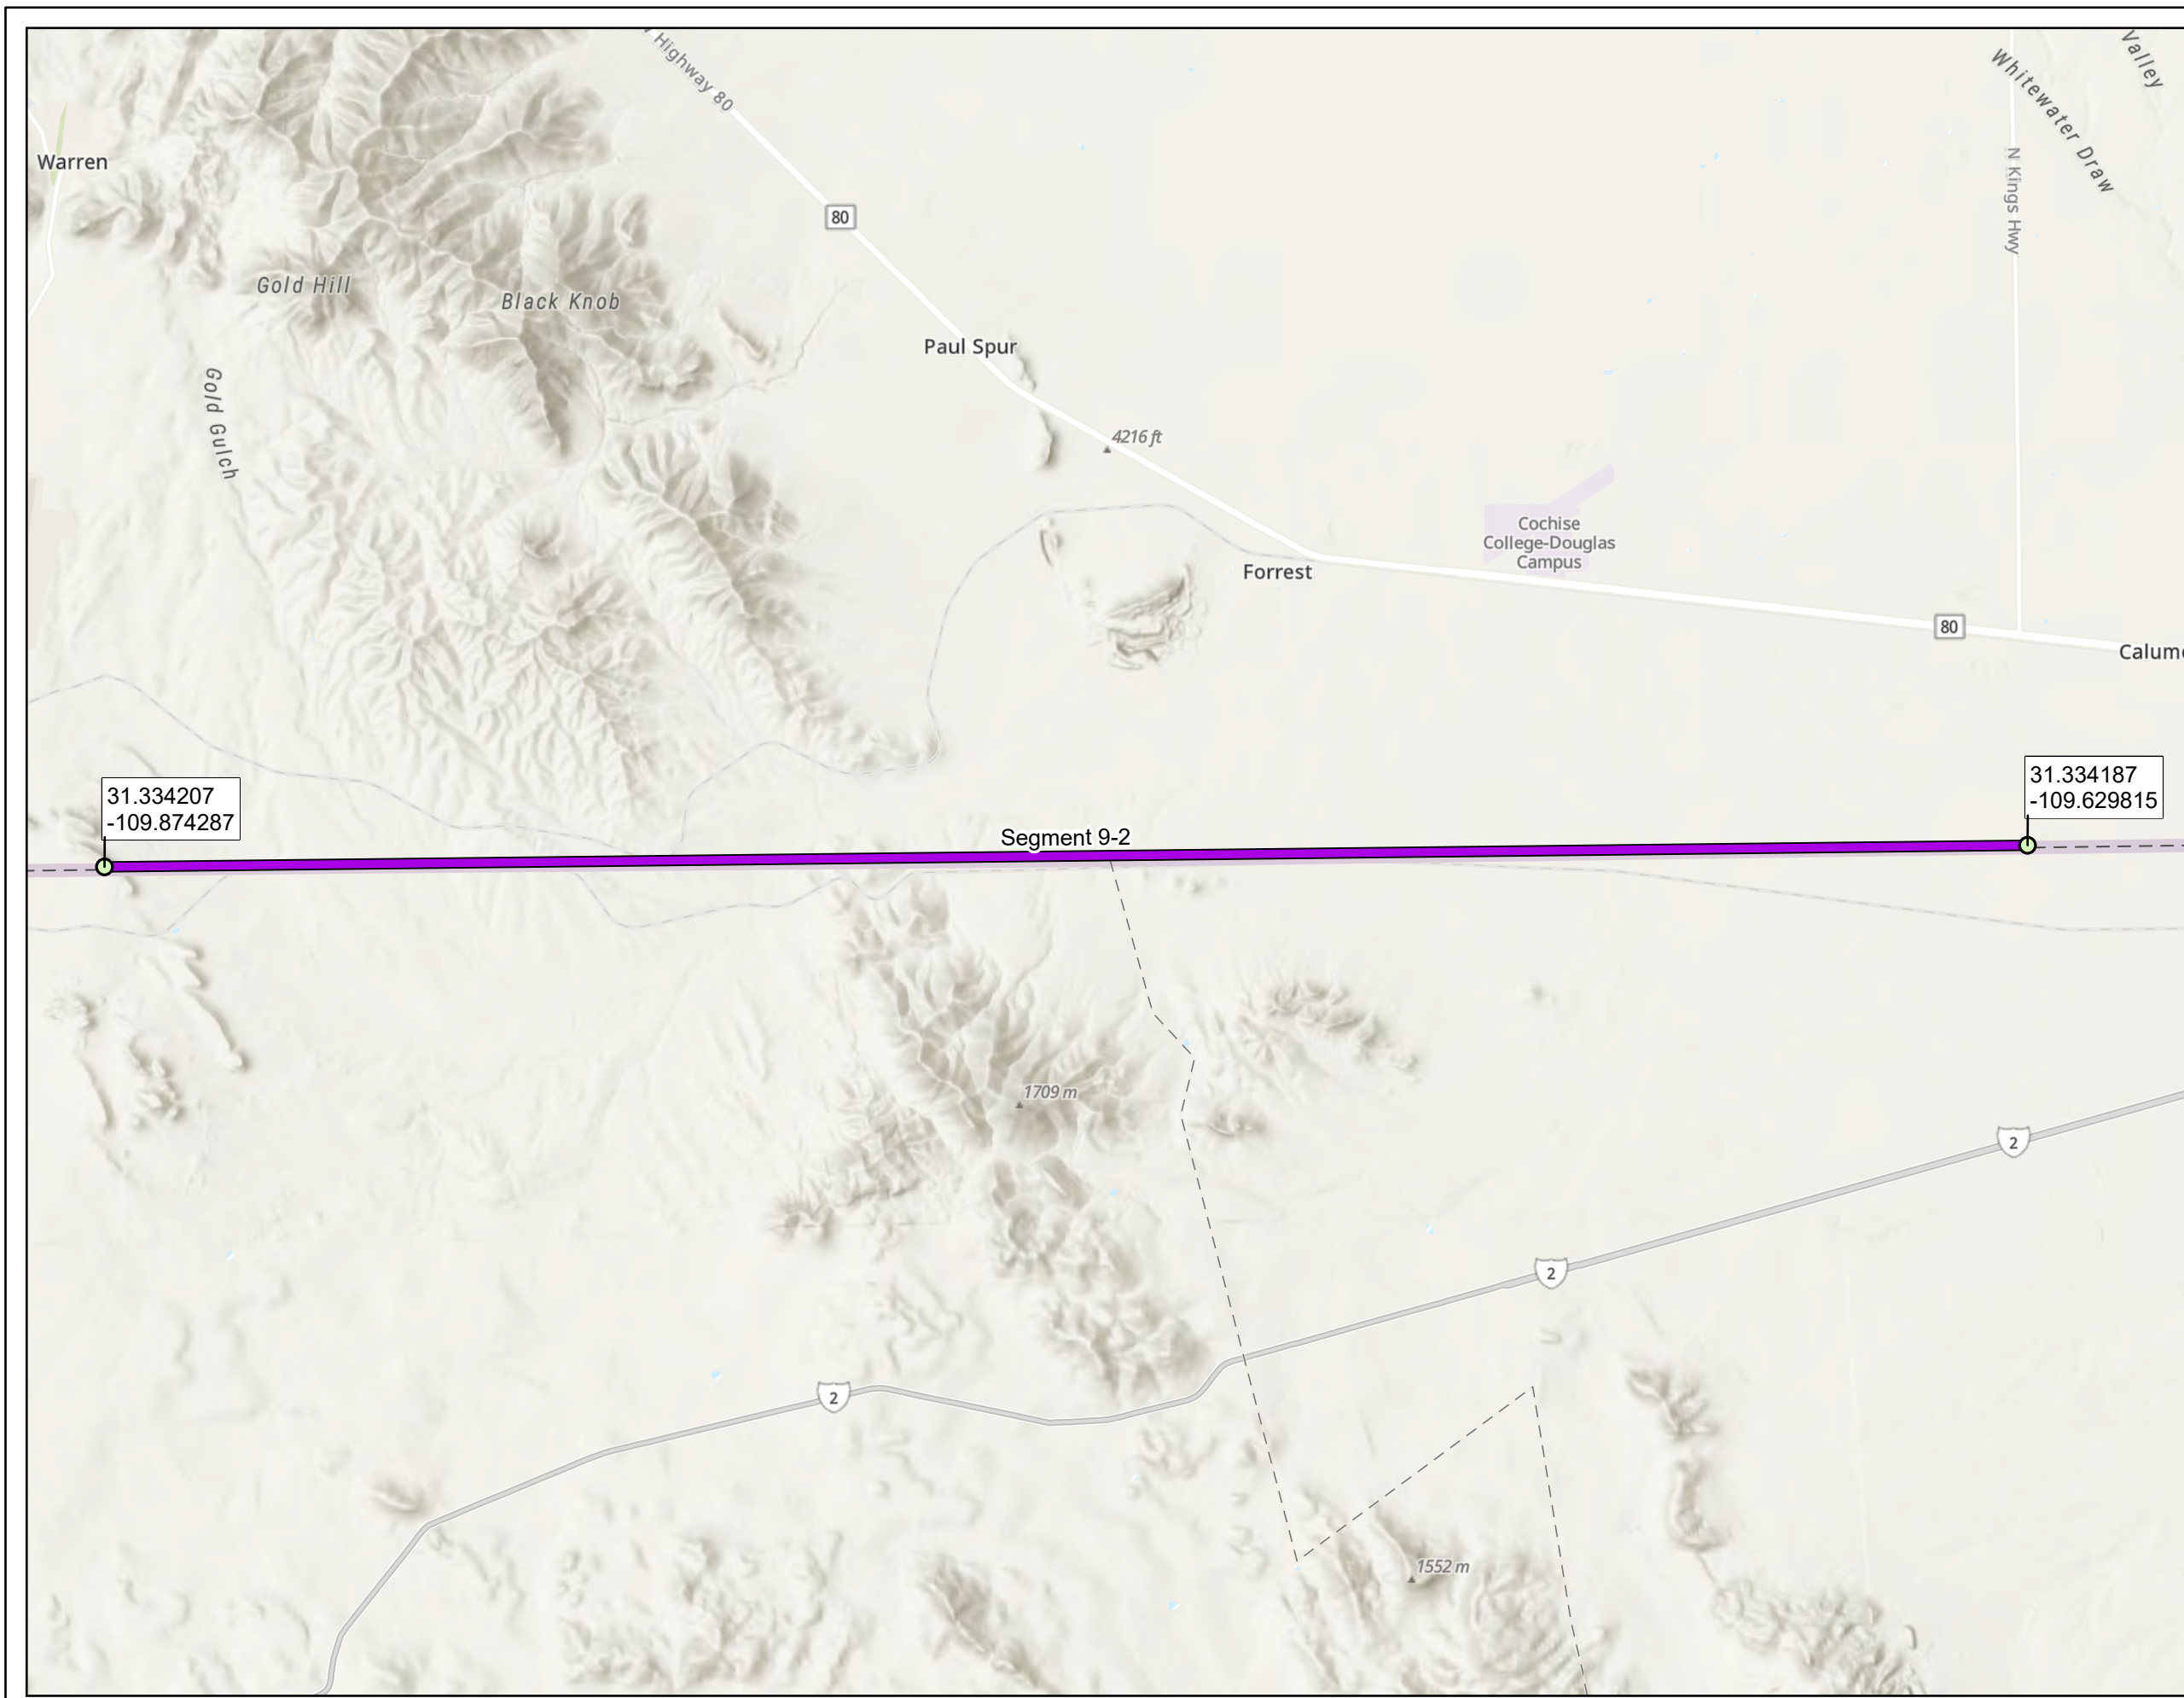 Highway 80
Valley
Whitewater Draw
Warren
N Kings Hwy
80
Gold Hill
Black Knob
Paul Spur
Gold Gulch
4216 ft
Cochise
College-Douglas
Campus
Forrest
80
Calum
31.334207
-109.874287
31.334187
-109.629815
Segment 9-2
1709 m
2
2
2
1552 m